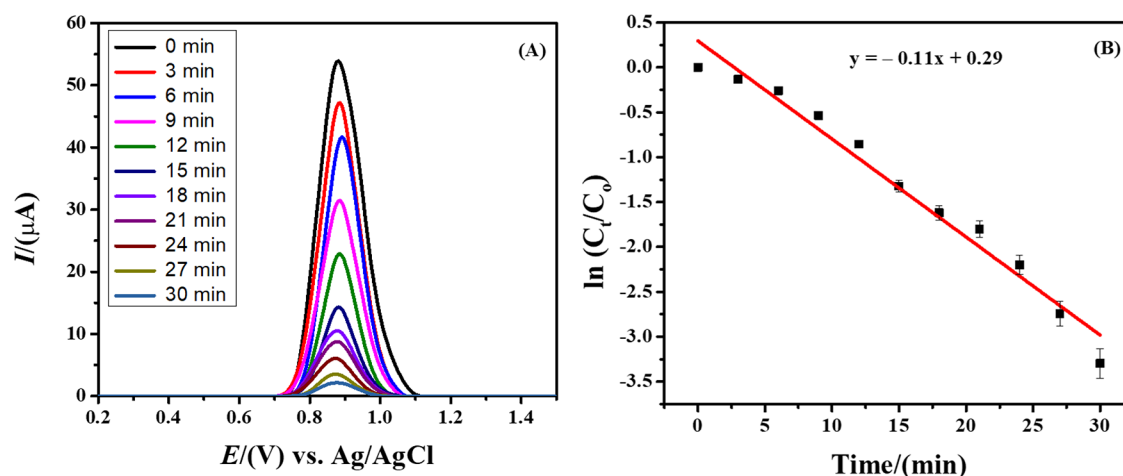 (A)
0 min
3 min
6 min
9 min
12 min
15 min
18 min
21 min
24 min
27 min
30 min
60
50
40
30
20
10
0
I/(μA)
0.2 0.4 0.6 0.8 1.0 1.2 1.4
E/(V) vs. Ag/AgCl
(B)
y = – 0.11x + 0.29
0.0
-0.5
-1.0
-1.5
-2.0
-2.5
-3.0
-3.5
ln (Ct/Co)
0 5 10 15 20 25 30
Time/(min)